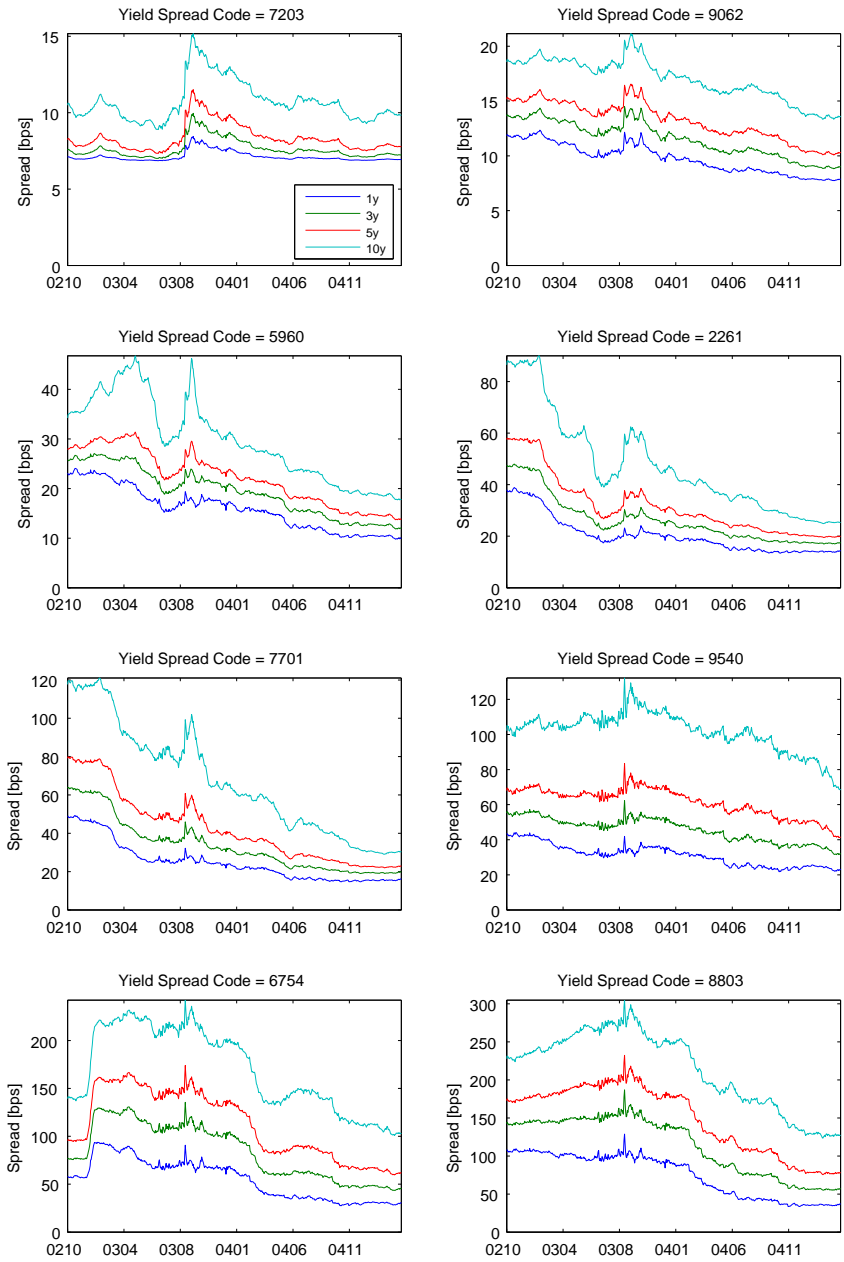 Yield Spread Code = 7203
15
10
5
0
Spread [bps]
1y
3y
5y
10y
0210 0304 0308 0401 0406 0411
Yield Spread Code = 9062
20
15
10
5
0
Spread [bps]
0210 0304 0308 0401 0406 0411
Yield Spread Code = 5960
40
30
20
10
0
Spread [bps]
0210 0304 0308 0401 0406 0411
Yield Spread Code = 2261
80
60
40
20
0
Spread [bps]
0210 0304 0308 0401 0406 0411
Yield Spread Code = 7701
120
100
80
60
40
20
0
Spread [bps]
0210 0304 0308 0401 0406 0411
Yield Spread Code = 9540
120
100
80
60
40
20
0
Spread [bps]
0210 0304 0308 0401 0406 0411
Yield Spread Code = 6754
200
150
100
50
0
Spread [bps]
0210 0304 0308 0401 0406 0411
Yield Spread Code = 8803
300
250
200
150
100
50
0
Spread [bps]
0210 0304 0308 0401 0406 0411